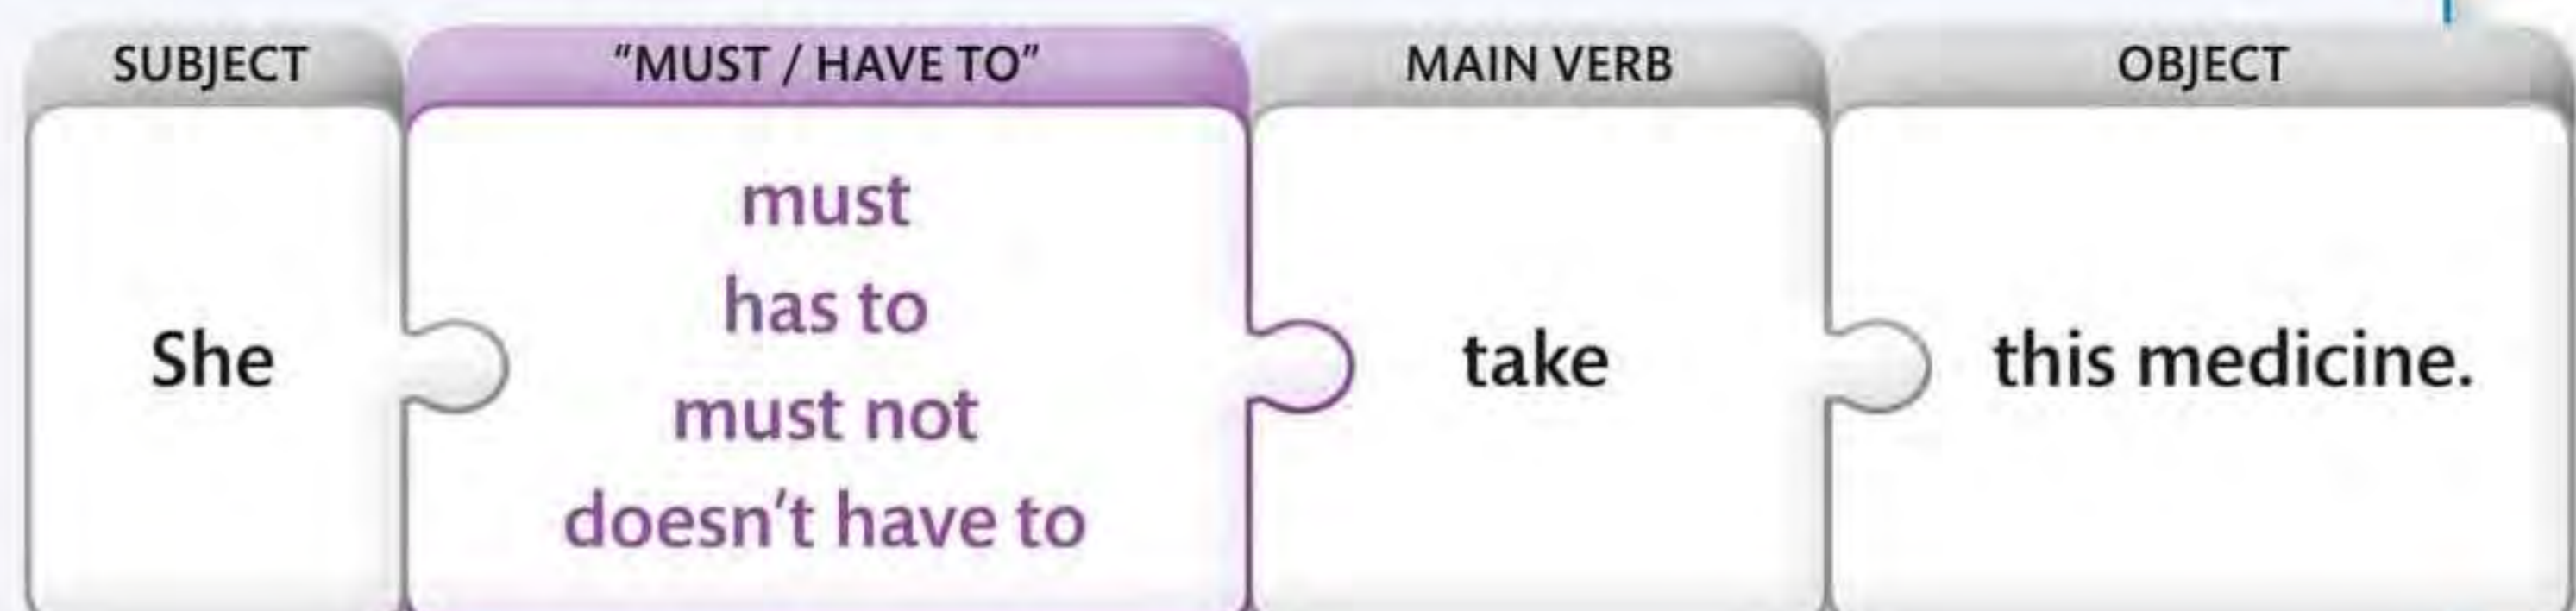 SUBJECT
"MUST / HAVE TO"
MAIN VERB
OBJECT
She
must
has to
must not
doesn't have to
take
this medicine.